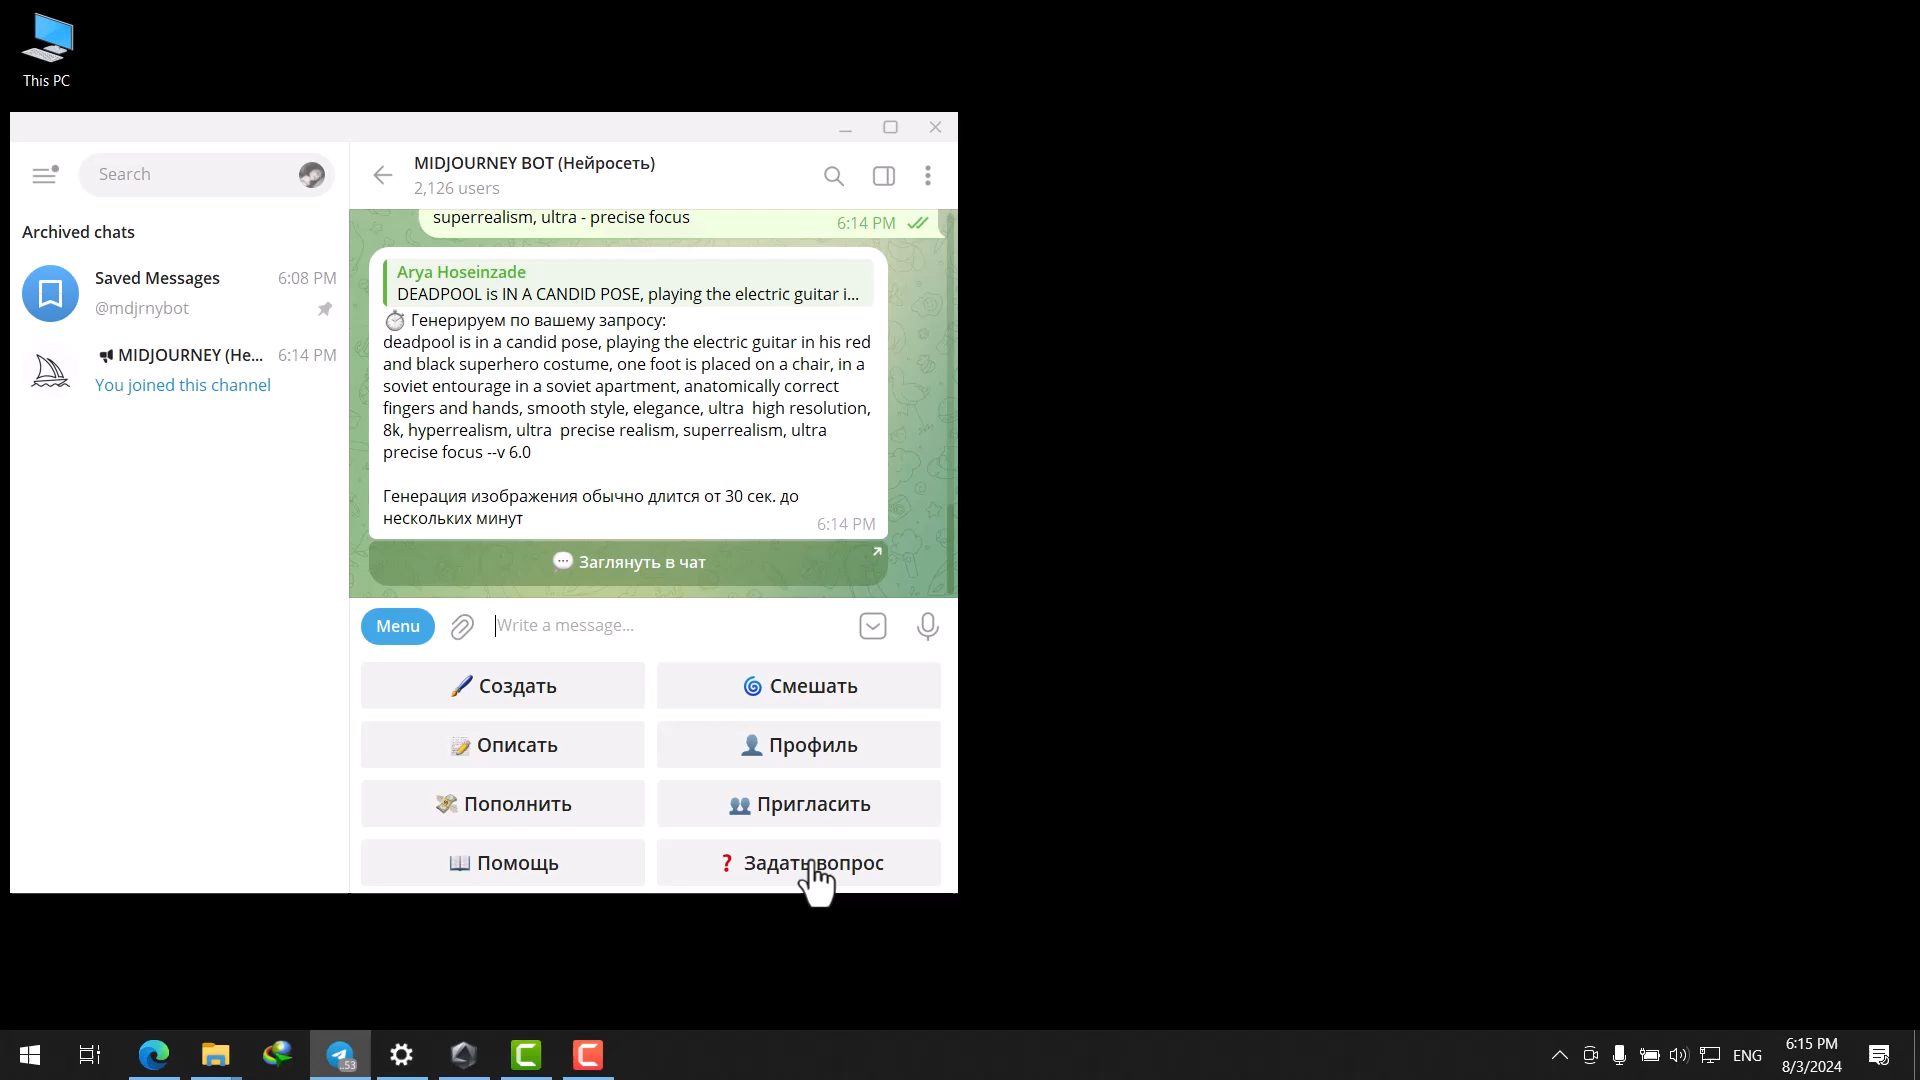 This PC
Search
Archived chats
Saved Messages 6:08 PM
@mdjrnybot
MIDJOURNEY (He... 6:14 PM
You joined this channel
MIDJOURNEY BOT (Нейросеть)
2,126 users
superrealism, ultra - precise focus
6:14 PM
Arya Hoseinzade
DEADPOOL is IN A CANDID POSE, playing the electric guitar i...
Генерируем по вашему запросу:
deadpool is in a candid pose, playing the electric guitar in his red
and black superhero costume, one foot is placed on a chair, in a
soviet entourage in a soviet apartment, anatomically correct
fingers and hands, smooth style, elegance, ultra high resolution,
8k, hyperrealism, ultra precise realism, superrealism, ultra
precise focus --v 6.0
Генерация изображения обычно длится от 30 сек. до
нескольких минут
6:14 PM
Заглянуть в чат
Menu
Write a message...
Создать
Смешать
Описать
Профиль
Пополнить
Пригласить
Помощь
❓ Задать вопрос
..53
ENG
6:15 PM
8/3/2024